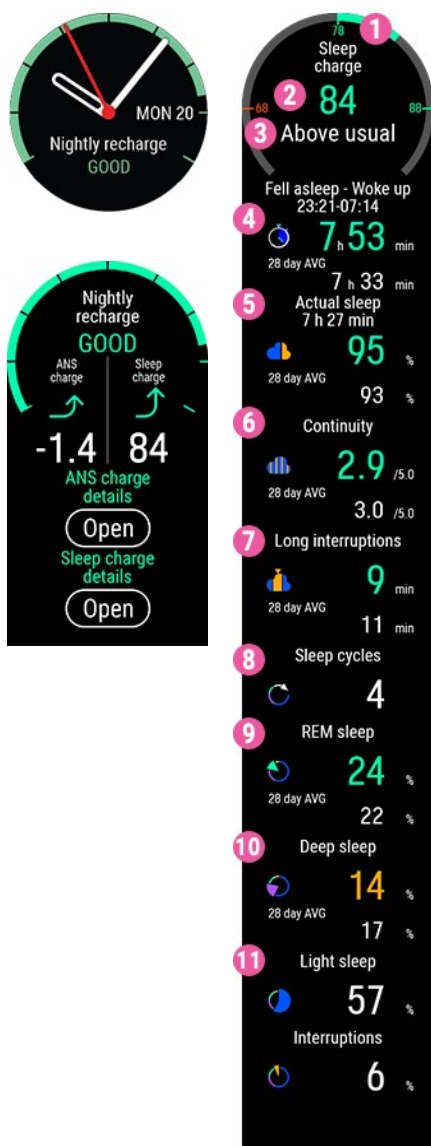 MON 20
Nightly recharge
GOOD
Nightly
recharge
GOOD
ANS
charge
Sleep
charge
-1.4
84
ANS charge
details
Open
Sleep charge
details
Open
1
78
Sleep
charge
2
84
68
88
3
Above usual
Fell asleep - Woke up
23:21-07:14
4
7 h 53 min
28 day AVG
7 h 33 min
5
Actual sleep
7 h 27 min
95 %
28 day AVG
93 %
6
Continuity
2.9 /5.0
28 day AVG
3.0 /5.0
7
Long interruptions
9 min
28 day AVG
11 min
8
Sleep cycles
4
9
REM sleep
24 %
28 day AVG
22 %
10
Deep sleep
14 %
28 day AVG
17 %
11
Light sleep
57 %
Interruptions
6 %